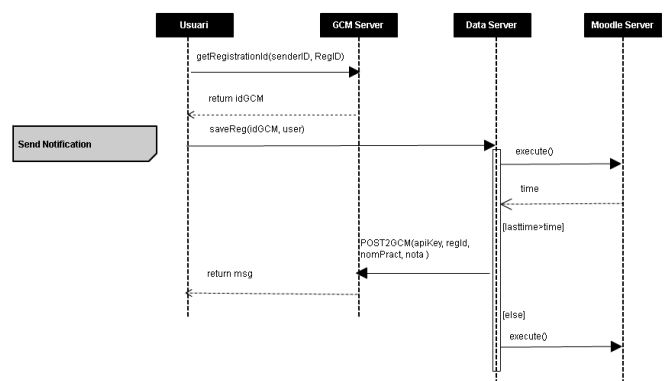 Usuari
GCM Server
Data Server
Moodle Server
getRegistrationId(senderID, RegID)
return idGCM
saveReg(idGCM, user)
Send Notification
execute()
time
[lasttime>time]
POST2GCM(apiKey, regId,
nomPract, nota )
return msg
[else]
execute()